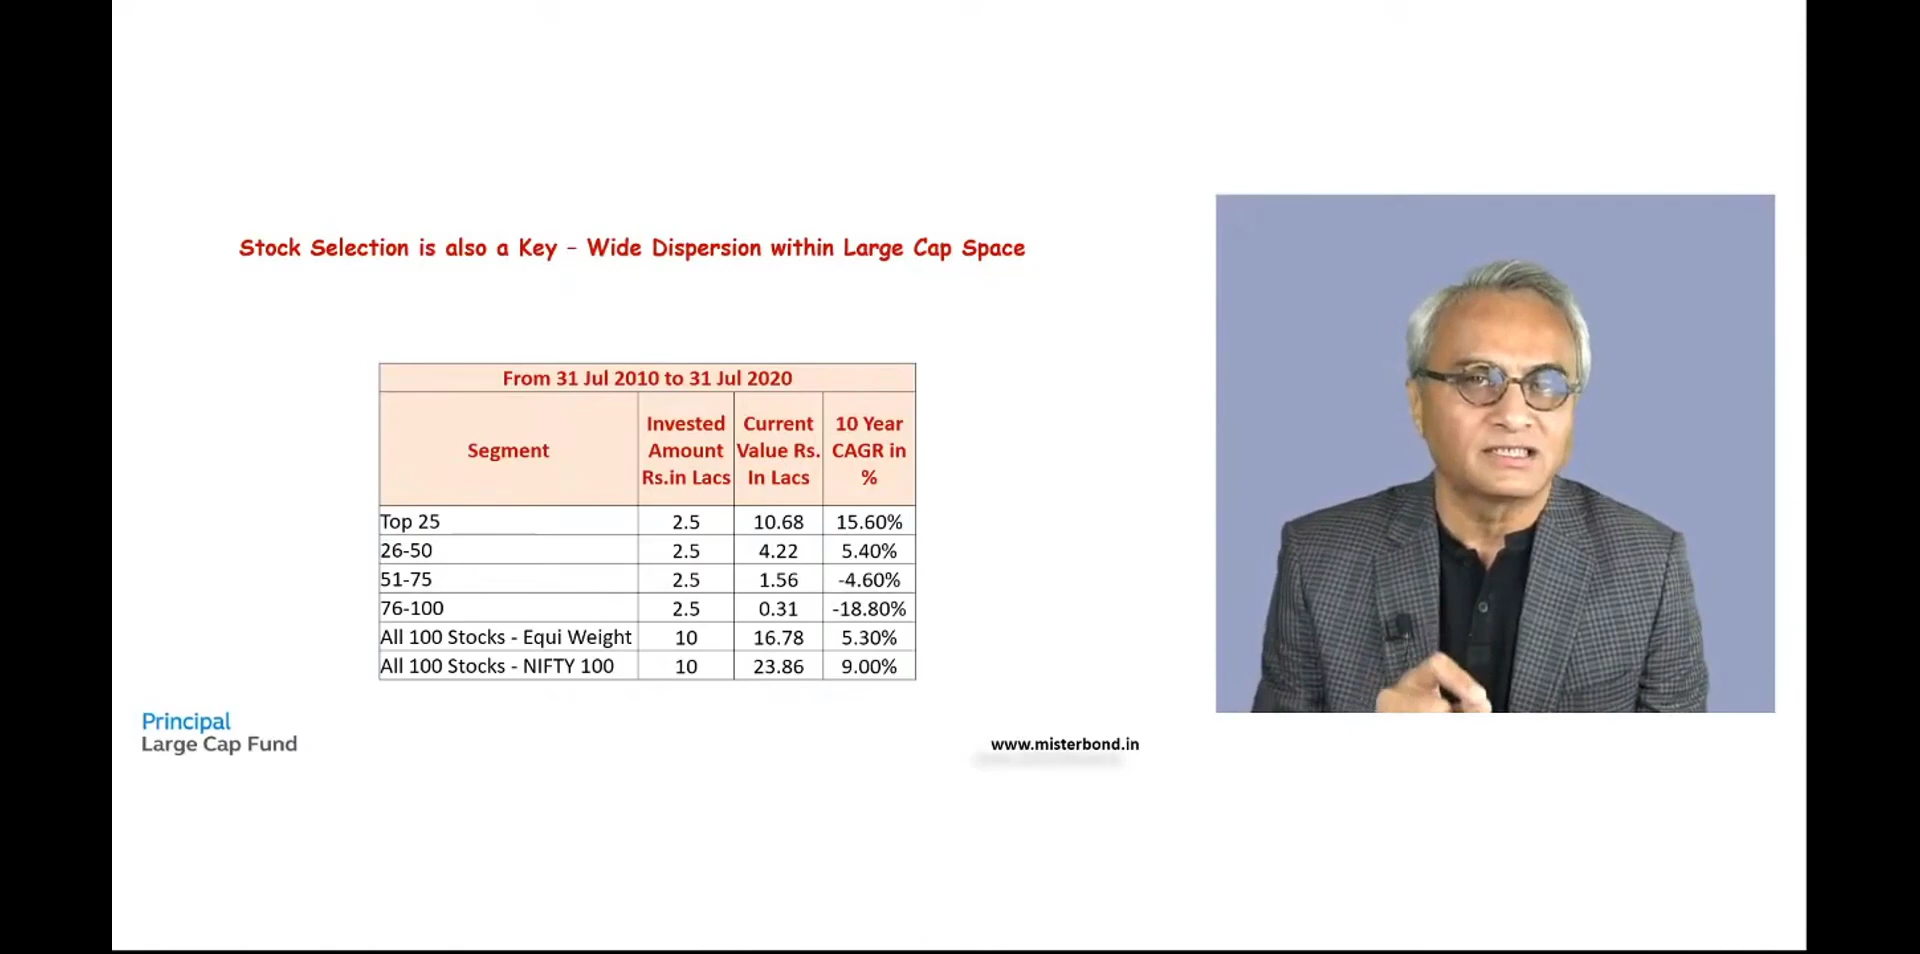 Stock Selection is also a Key – Wide Dispersion within Large Cap Space
From 31 Jul 2010 to 31 Jul 2020
Segment Invested Amount Rs.in Lacs Current Value Rs. In Lacs 10 Year CAGR in %
Top 25 2.5 10.68 15.60%
26-50 2.5 4.22 5.40%
51-75 2.5 1.56 -4.60%
76-100 2.5 0.31 -18.80%
All 100 Stocks - Equi Weight 10 16.78 5.30%
All 100 Stocks - NIFTY 100 10 23.86 9.00%
Principal
Large Cap Fund
www.misterbond.in